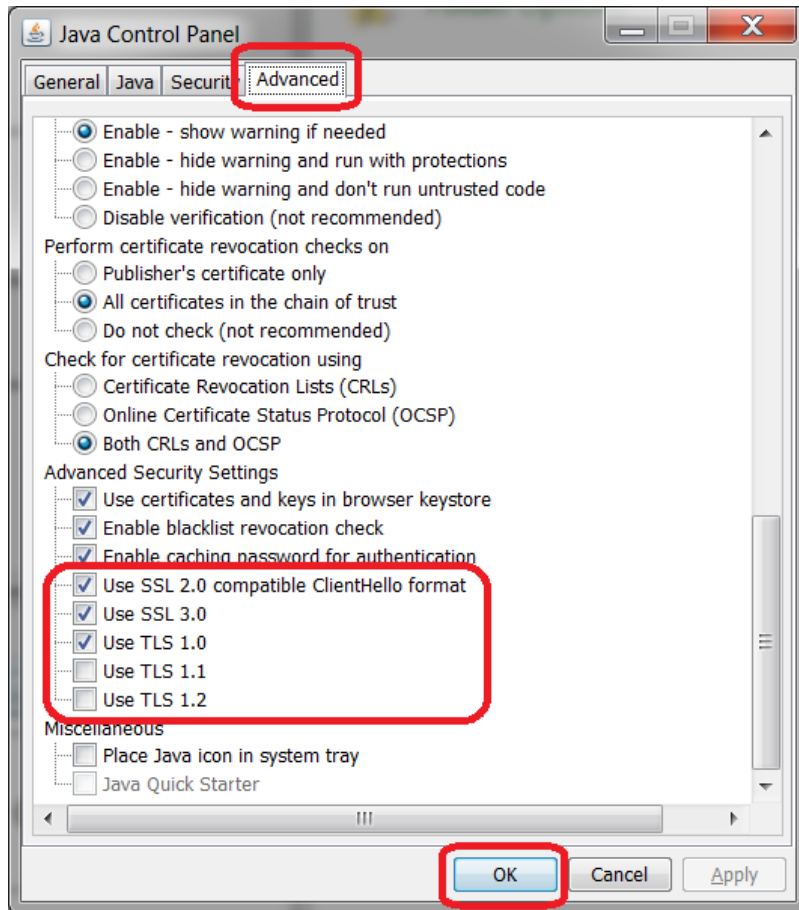 Java Control Panel
General Java Security Advanced
Enable - show warning if needed
Enable - hide warning and run with protections
Enable - hide warning and don't run untrusted code
Disable verification (not recommended)
Perform certificate revocation checks on
Publisher's certificate only
All certificates in the chain of trust
Do not check (not recommended)
Check for certificate revocation using
Certificate Revocation Lists (CRLs)
Online Certificate Status Protocol (OCSP)
Both CRLs and OCSP
Advanced Security Settings
Use certificates and keys in browser keystore
Enable blacklist revocation check
Enable caching password for authentication
Use SSL 2.0 compatible ClientHello format
Use SSL 3.0
Use TLS 1.0
Use TLS 1.1
Use TLS 1.2
Miscellaneous
Place Java icon in system tray
Java Quick Starter
OK Cancel Apply